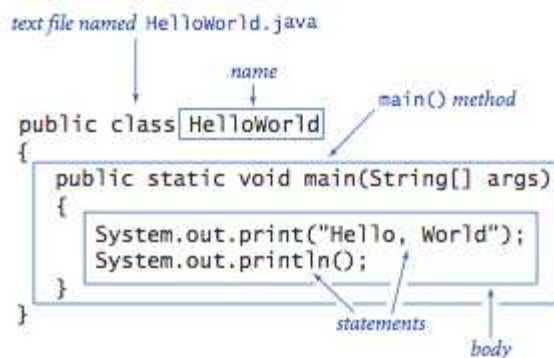 text file named HelloWorld.java
name
main() method
public class HelloWorld
{
public static void main(String[] args)
{
System.out.print("Hello, World");
System.out.println();
}
}
statements
body